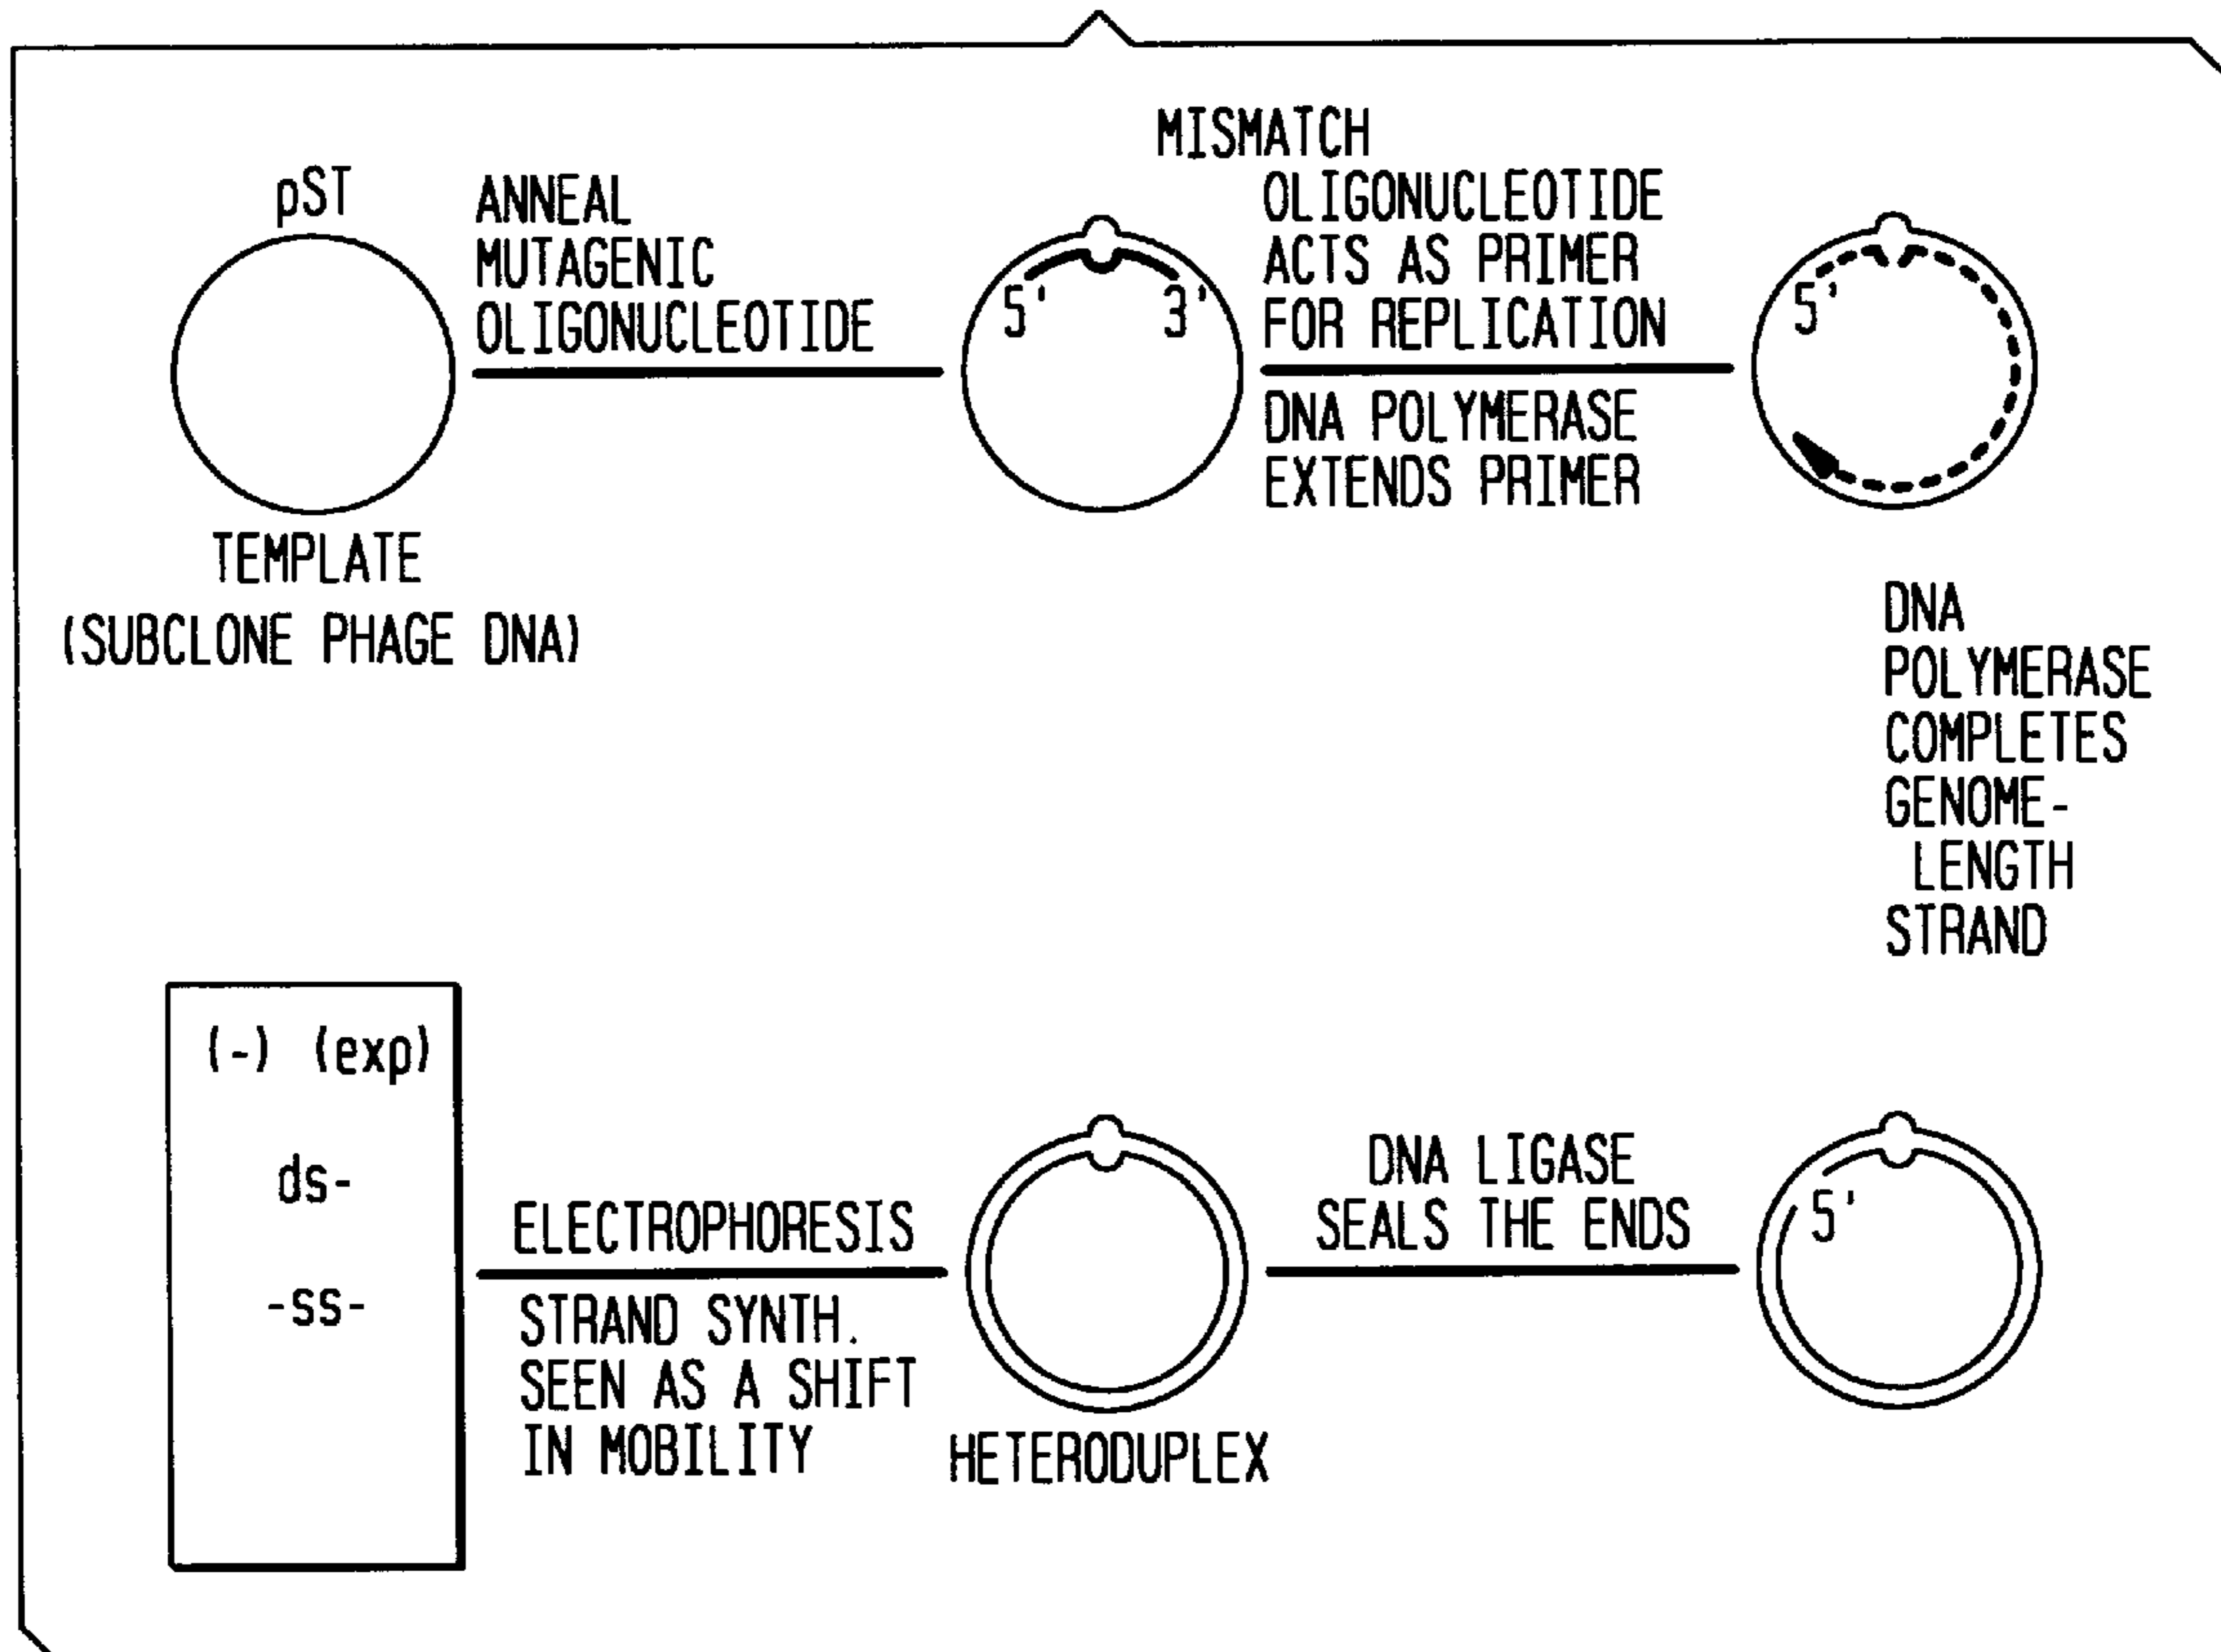 pST
TEMPLATE
(SUBCLONE PHAGE DNA)
ANNEAL
MUTAGENIC
OLIGONUCLEOTIDE
MISMATCH
5' 3'
OLIGONUCLEOTIDE
ACTS AS PRIMER
FOR REPLICATION
DNA POLYMERASE
EXTENDS PRIMER
5'
DNA
POLYMERASE
COMPLETES
GENOME-
LENGTH
STRAND
5'
DNA LIGASE
SEALS THE ENDS
HETERODUPLEX
ELECTROPHORESIS
STRAND SYNTH.
SEEN AS A SHIFT
IN MOBILITY
(-) (exp)
ds-
-ss-